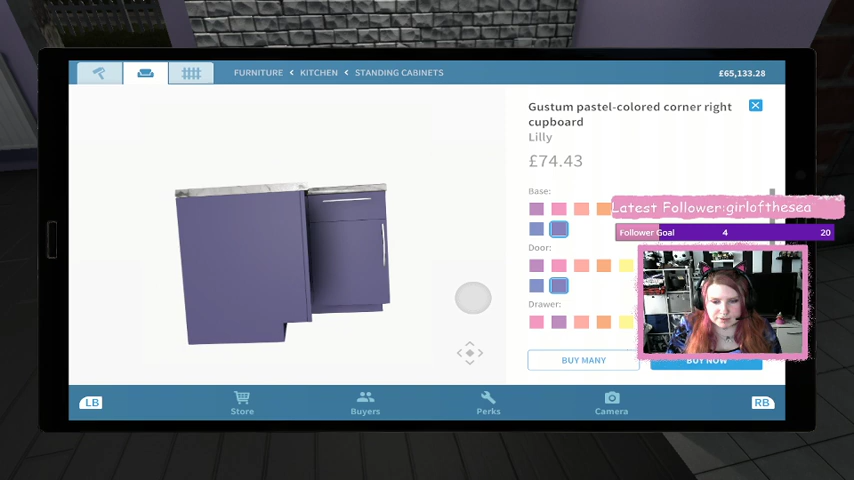 FURNITURE < KITCHEN < STANDING CABINETS
£65,133.28
Gustum pastel-colored corner right
cupboard
Lilly
£74.43
Base:
Latest Follower:girlofthesea
Follower Goal 4 20
Door:
Drawer:
BUY MANY
BUY NOW
LB
Store
Buyers
Perks
Camera
RB